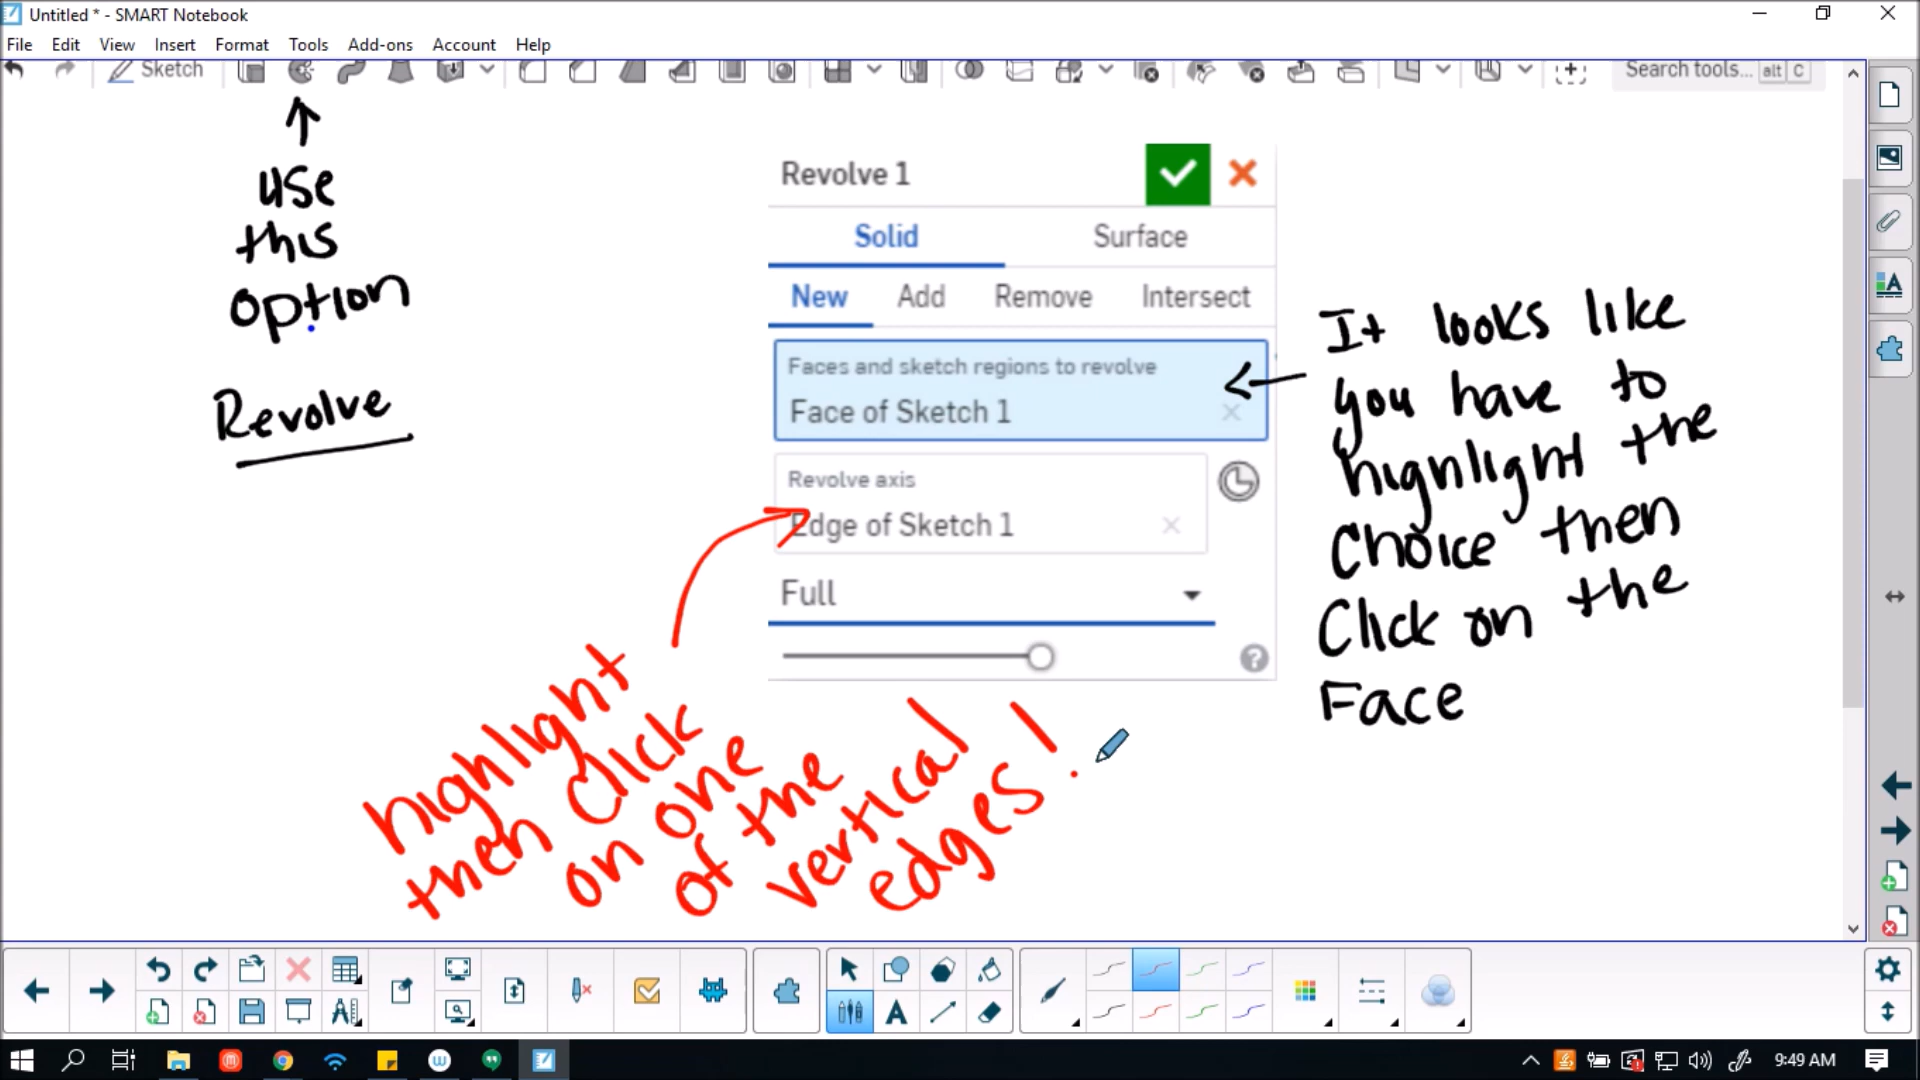 Untitled * - SMART Notebook
File Edit View Insert Format Tools Add-ons Account Help
Sketch
Search tools... alt C
use
this
option
Revolve
Revolve 1
Solid Surface
New Add Remove Intersect
Faces and sketch regions to revolve
Face of Sketch 1
Revolve axis
Edge of Sketch 1
Full
It looks like
you have to
highlight the
Choice then
Click on the
Face
highlight
then click
on one
of the
vertical
edges!
9:49 AM